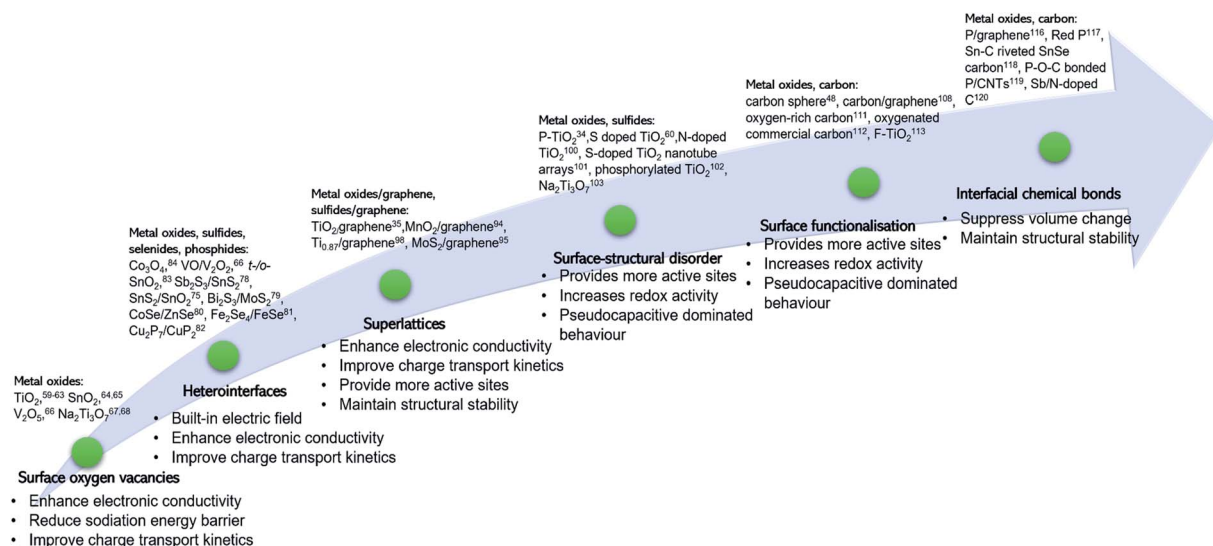 Metal oxides:
TiO₂,⁵⁹⁻⁶³ SnO₂,⁶⁴,⁶⁵
V₂O₅,⁶⁶ Na₂Ti₃O₇⁶⁷,⁶⁸
Surface oxygen vacancies
• Enhance electronic conductivity
• Reduce sodiation energy barrier
• Improve charge transport kinetics
Metal oxides, sulfides,
selenides, phosphides:
Co₃O₄,⁸⁴ VO/V₂O₂,⁶⁶ t-/o-
SnO₂,⁸³ Sb₂S₃/SnS₂⁷⁸,
SnS₂/SnO₂⁷⁵, Bi₂S₃/MoS₂⁷⁹,
CoSe/ZnSe⁸⁰, Fe₂Se₄/FeSe⁸¹,
Cu₂P₇/CuP₂⁸²
Heterointerfaces
• Built-in electric field
• Enhance electronic conductivity
• Improve charge transport kinetics
Metal oxides/graphene,
sulfides/graphene:
TiO₂/graphene³⁵,MnO₂/graphene⁹⁴,
Ti₀.₈₇/graphene⁹⁸, MoS₂/graphene⁹⁵
Superlattices
• Enhance electronic conductivity
• Improve charge transport kinetics
• Provide more active sites
• Maintain structural stability
Metal oxides, sulfides:
P-TiO₂³⁴,S doped TiO₂⁶⁰,N-doped
TiO₂¹⁰⁰, S-doped TiO₂ nanotube
arrays¹⁰¹, phosphorylated TiO₂¹⁰²,
Na₂Ti₃O₇¹⁰³
Surface-structural disorder
• Provides more active sites
• Increases redox activity
• Pseudocapacitive dominated
behaviour
Metal oxides, carbon:
carbon sphere⁴⁸, carbon/graphene¹⁰⁸,
oxygen-rich carbon¹¹¹, oxygenated
commercial carbon¹¹², F-TiO₂¹¹³
Surface functionalisation
• Provides more active sites
• Increases redox activity
• Pseudocapacitive dominated
behaviour
Metal oxides, carbon:
P/graphene¹¹⁶, Red P¹¹⁷,
Sn-C riveted SnSe
carbon¹¹⁸, P-O-C bonded
P/CNTs¹¹⁹, Sb/N-doped
C¹²⁰
Interfacial chemical bonds
• Suppress volume change
• Maintain structural stability